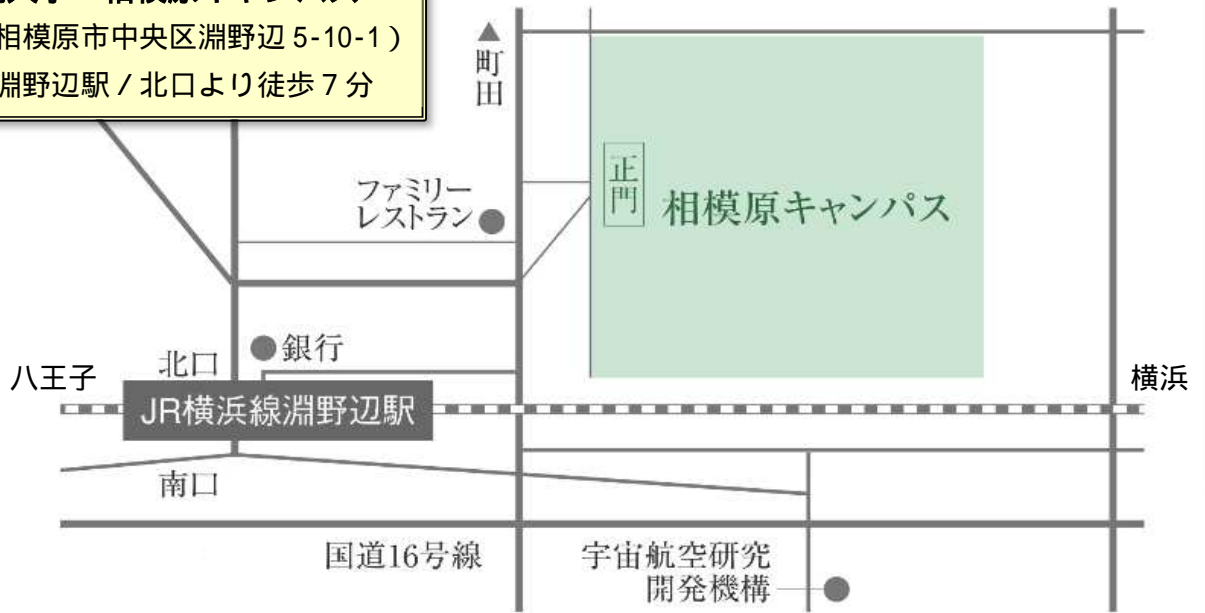 相模原市中央区淵野辺 5-10-1）
淵野辺駅 / 北口より徒歩 7 分
▲
町田
ファミリー
レストラン
正門
相模原キャンパス
銀行
北口
八王子
横浜
JR横浜線淵野辺駅
南口
国道16号線
宇宙航空研究
開発機構